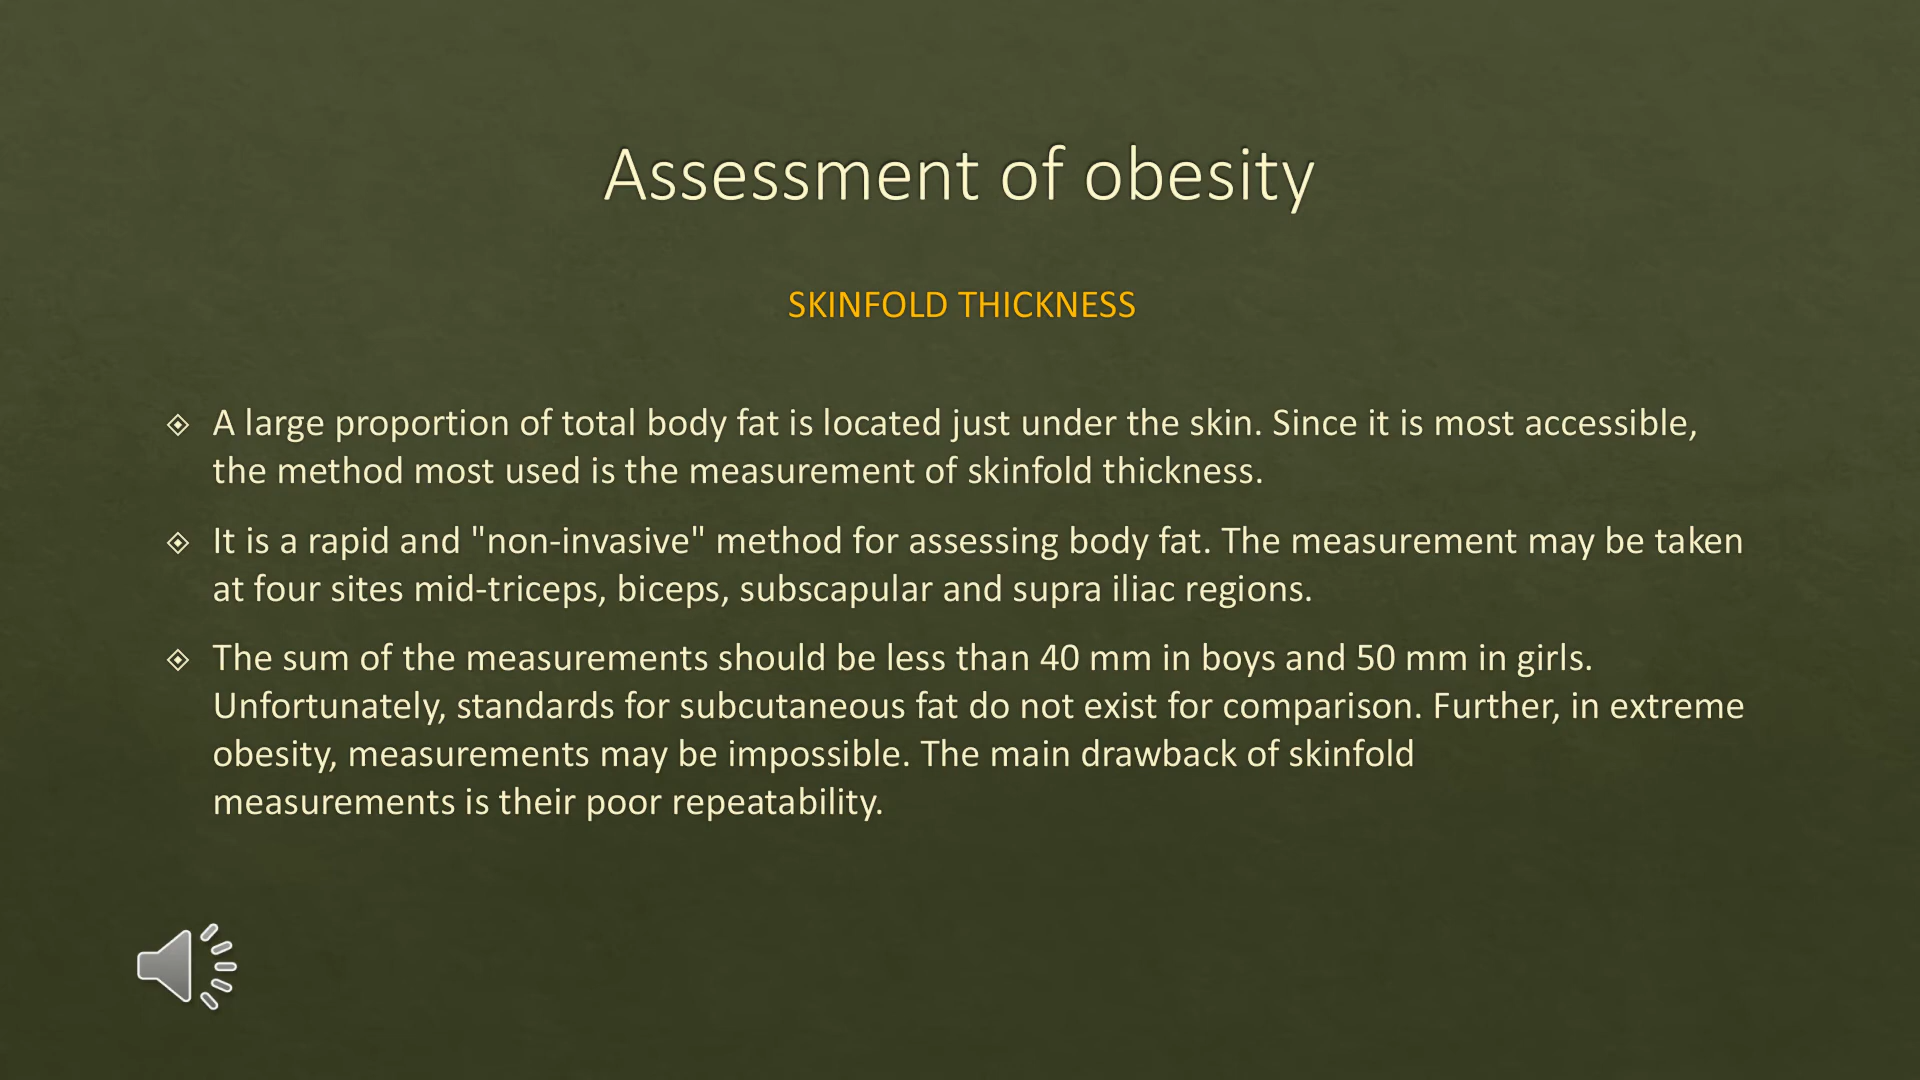 Assessment of obesity
SKINFOLD THICKNESS
A large proportion of total body fat is located just under the skin. Since it is most accessible,
the method most used is the measurement of skinfold thickness.
It is a rapid and "non-invasive" method for assessing body fat. The measurement may be taken
at four sites mid-triceps, biceps, subscapular and supra iliac regions.
The sum of the measurements should be less than 40 mm in boys and 50 mm in girls.
Unfortunately, standards for subcutaneous fat do not exist for comparison. Further, in extreme
obesity, measurements may be impossible. The main drawback of skinfold
measurements is their poor repeatability.